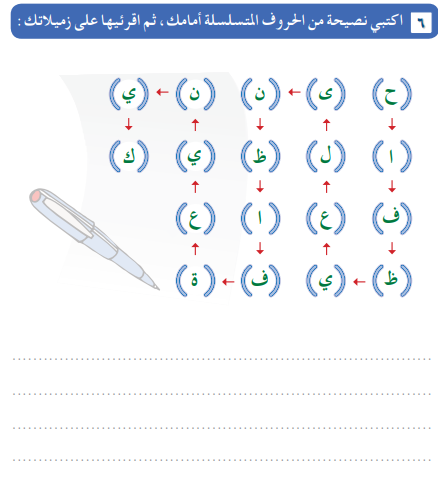 ٦ اكتبي نصيحة من الحروف المتسلسلة أمامك، ثم اقرئيها على زميلاتك:
(ح) (ى) ← (ن) (ن) ← (ي)
↓ ↑ ↓ ↑ ↓
(ا) (ل) (ظ) (ي) (ك)
↓ ↑ ↓ ↑
(ف) (ع) (ا) (ع)
↓ ↑ ↓ ↑
(ظ) ← (ي) (ف) ← (ة)